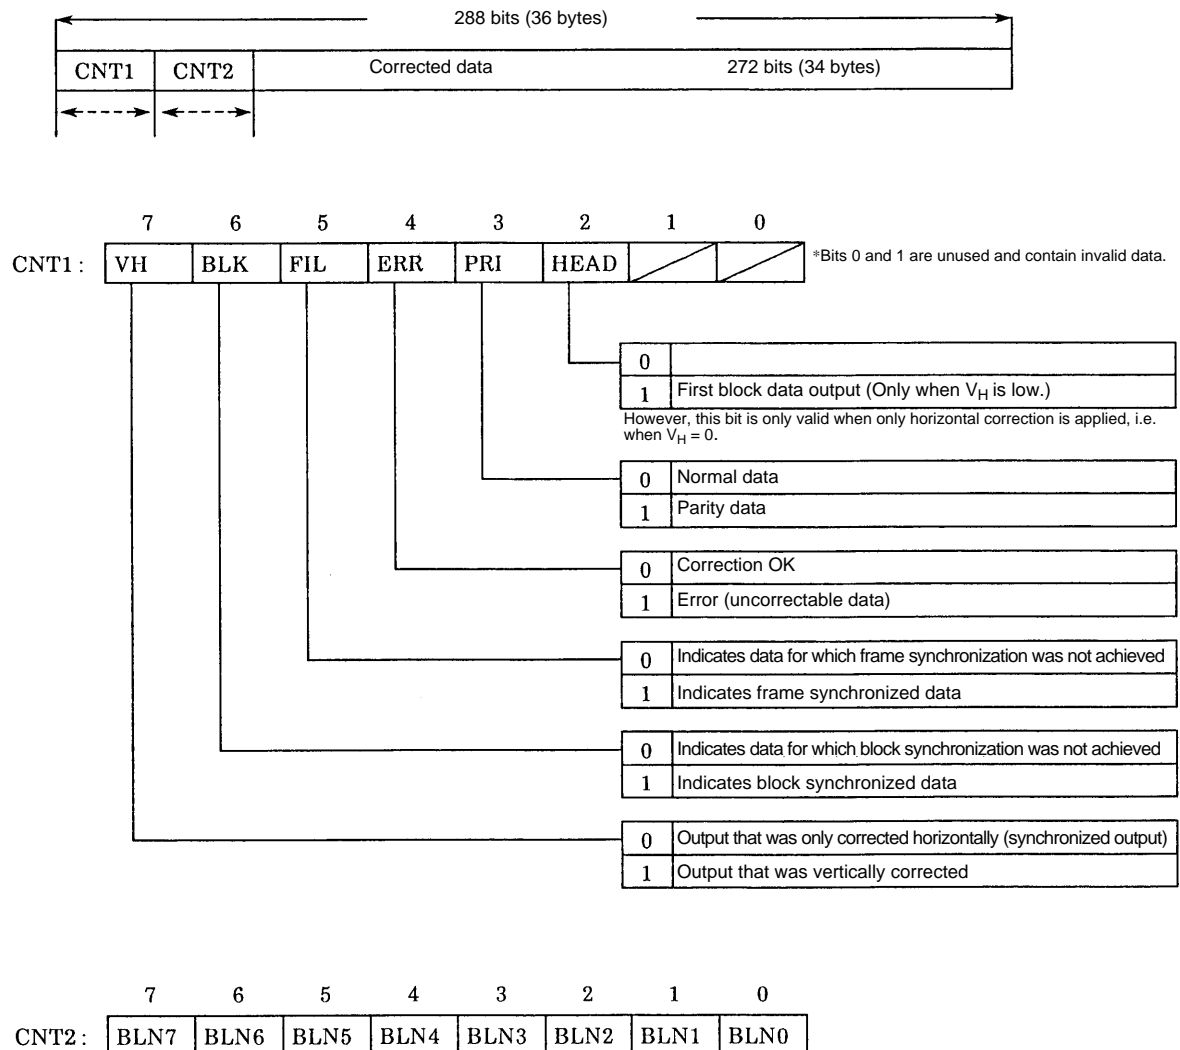 288 bits (36 bytes)
CNT1 CNT2 Corrected data 272 bits (34 bytes)
7 6 5 4 3 2 1 0
CNT1 : VH BLK FIL ERR PRI HEAD *Bits 0 and 1 are unused and contain invalid data.
0
1 First block data output (Only when VH is low.)
However, this bit is only valid when only horizontal correction is applied, i.e.
when VH = 0.
0 Normal data
1 Parity data
0 Correction OK
1 Error (uncorrectable data)
0 Indicates data for which frame synchronization was not achieved
1 Indicates frame synchronized data
0 Indicates data for which block synchronization was not achieved
1 Indicates block synchronized data
0 Output that was only corrected horizontally (synchronized output)
1 Output that was vertically corrected
7 6 5 4 3 2 1 0
CNT2 : BLN7 BLN6 BLN5 BLN4 BLN3 BLN2 BLN1 BLN0